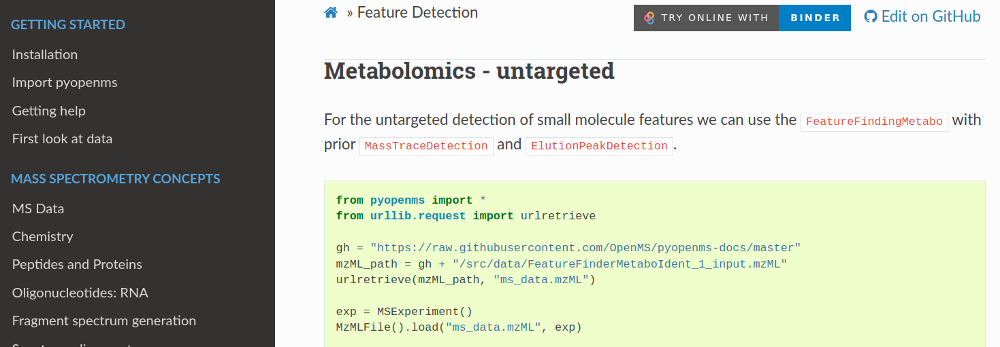 GETTING STARTED
Installation
Import pyopenms
Getting help
First look at data
MASS SPECTROMETRY CONCEPTS
MS Data
Chemistry
Peptides and Proteins
Oligonucleotides: RNA
Fragment spectrum generation
» Feature Detection
TRY ONLINE WITH BINDER
Edit on GitHub
Metabolomics - untargeted
For the untargeted detection of small molecule features we can use the FeatureFindingMetabo with
prior MassTraceDetection and ElutionPeakDetection.
from pyopenms import *
from urllib.request import urlretrieve
gh = "https://raw.githubusercontent.com/OpenMS/pyopenms-docs/master"
mzML_path = gh + "/src/data/FeatureFinderMetaboIdent_1_input.mzML"
urlretrieve(mzML_path, "ms_data.mzML")
exp = MSExperiment()
MzMLFile().load("ms_data.mzML", exp)